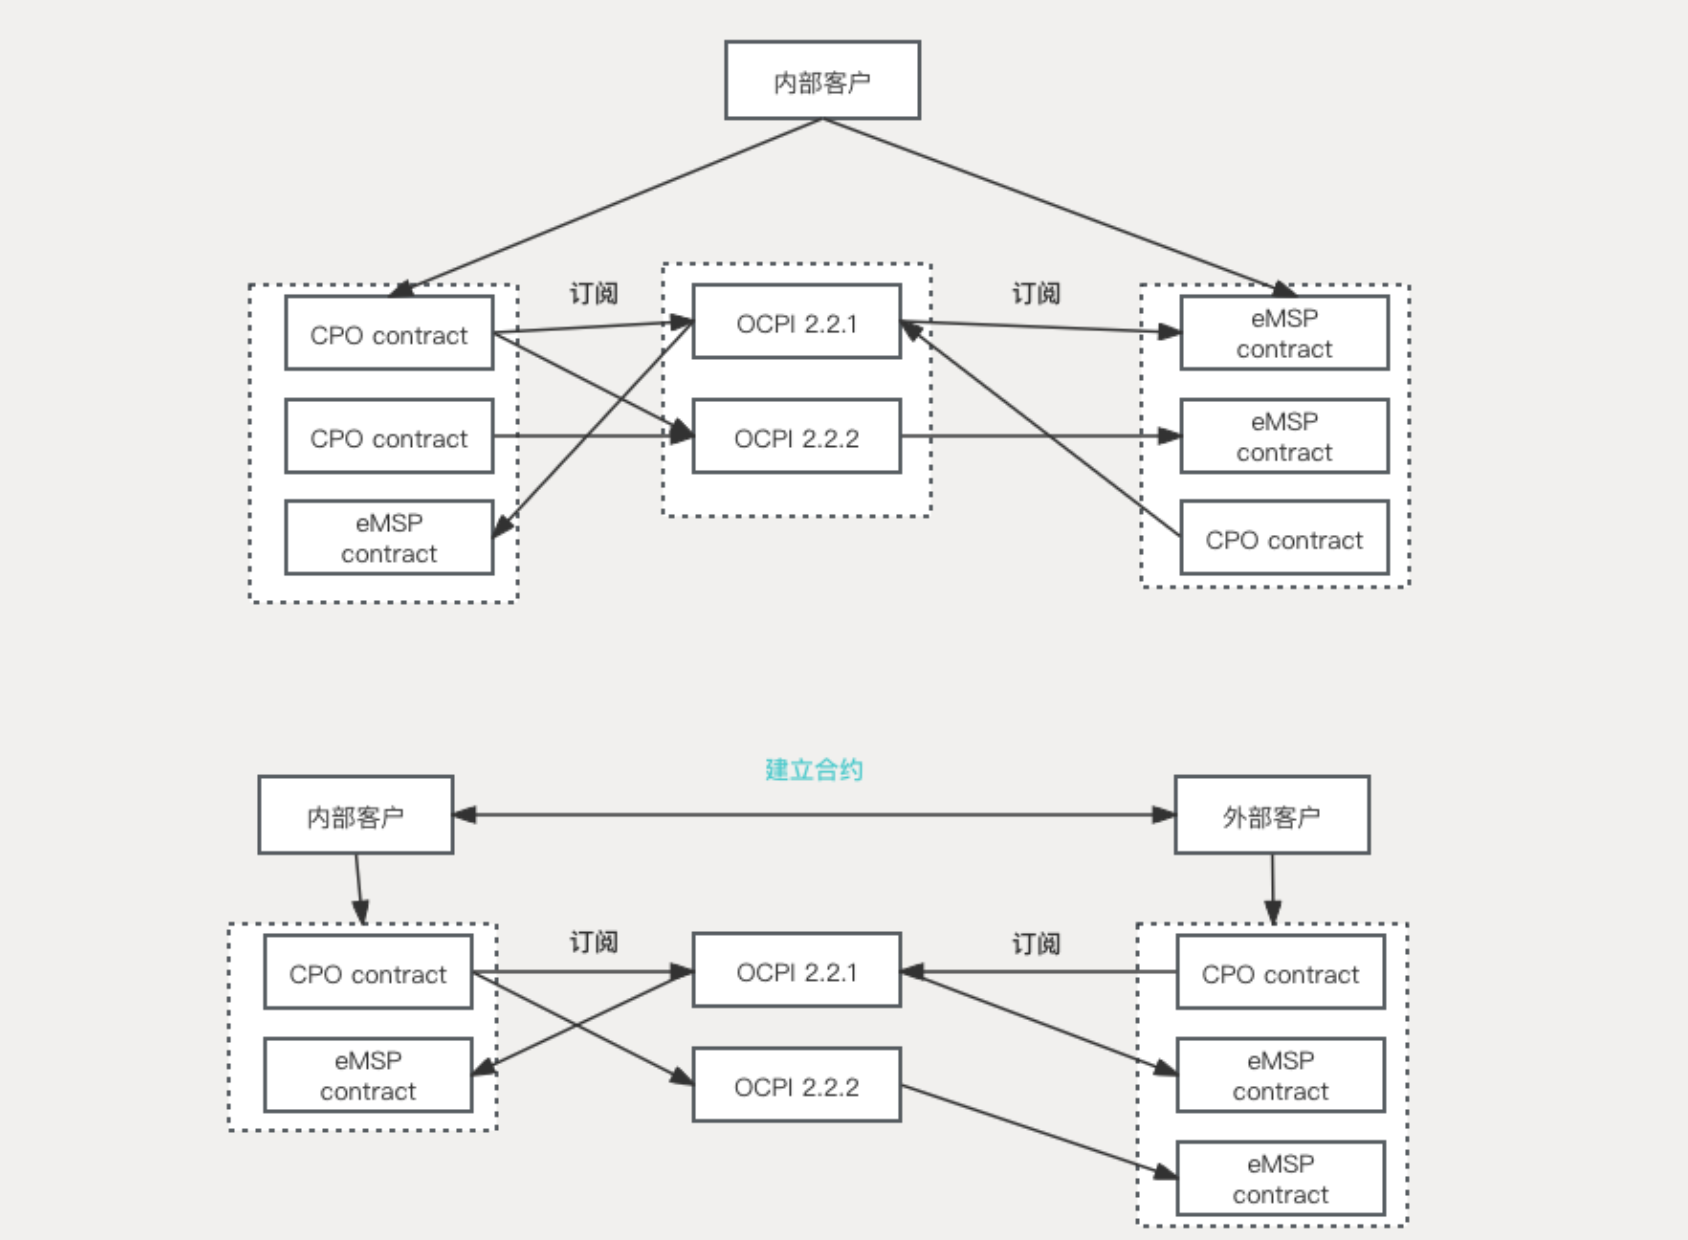 内部客户
订阅
订阅
CPO contract
OCPI 2.2.1
eMSP
contract
CPO contract
OCPI 2.2.2
eMSP
contract
eMSP
contract
CPO contract
建立合约
内部客户
外部客户
订阅
订阅
CPO contract
OCPI 2.2.1
CPO contract
eMSP
contract
OCPI 2.2.2
eMSP
contract
eMSP
contract